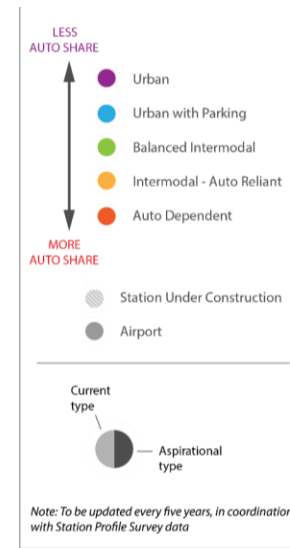 LESS
AUTO SHARE
Urban
Urban with Parking
Balanced Intermodal
Intermodal - Auto Reliant
Auto Dependent
MORE
AUTO SHARE
Station Under Construction
Airport
Current
type
Aspirational
type
Note: To be updated every five years, in coordination
with Station Profile Survey data